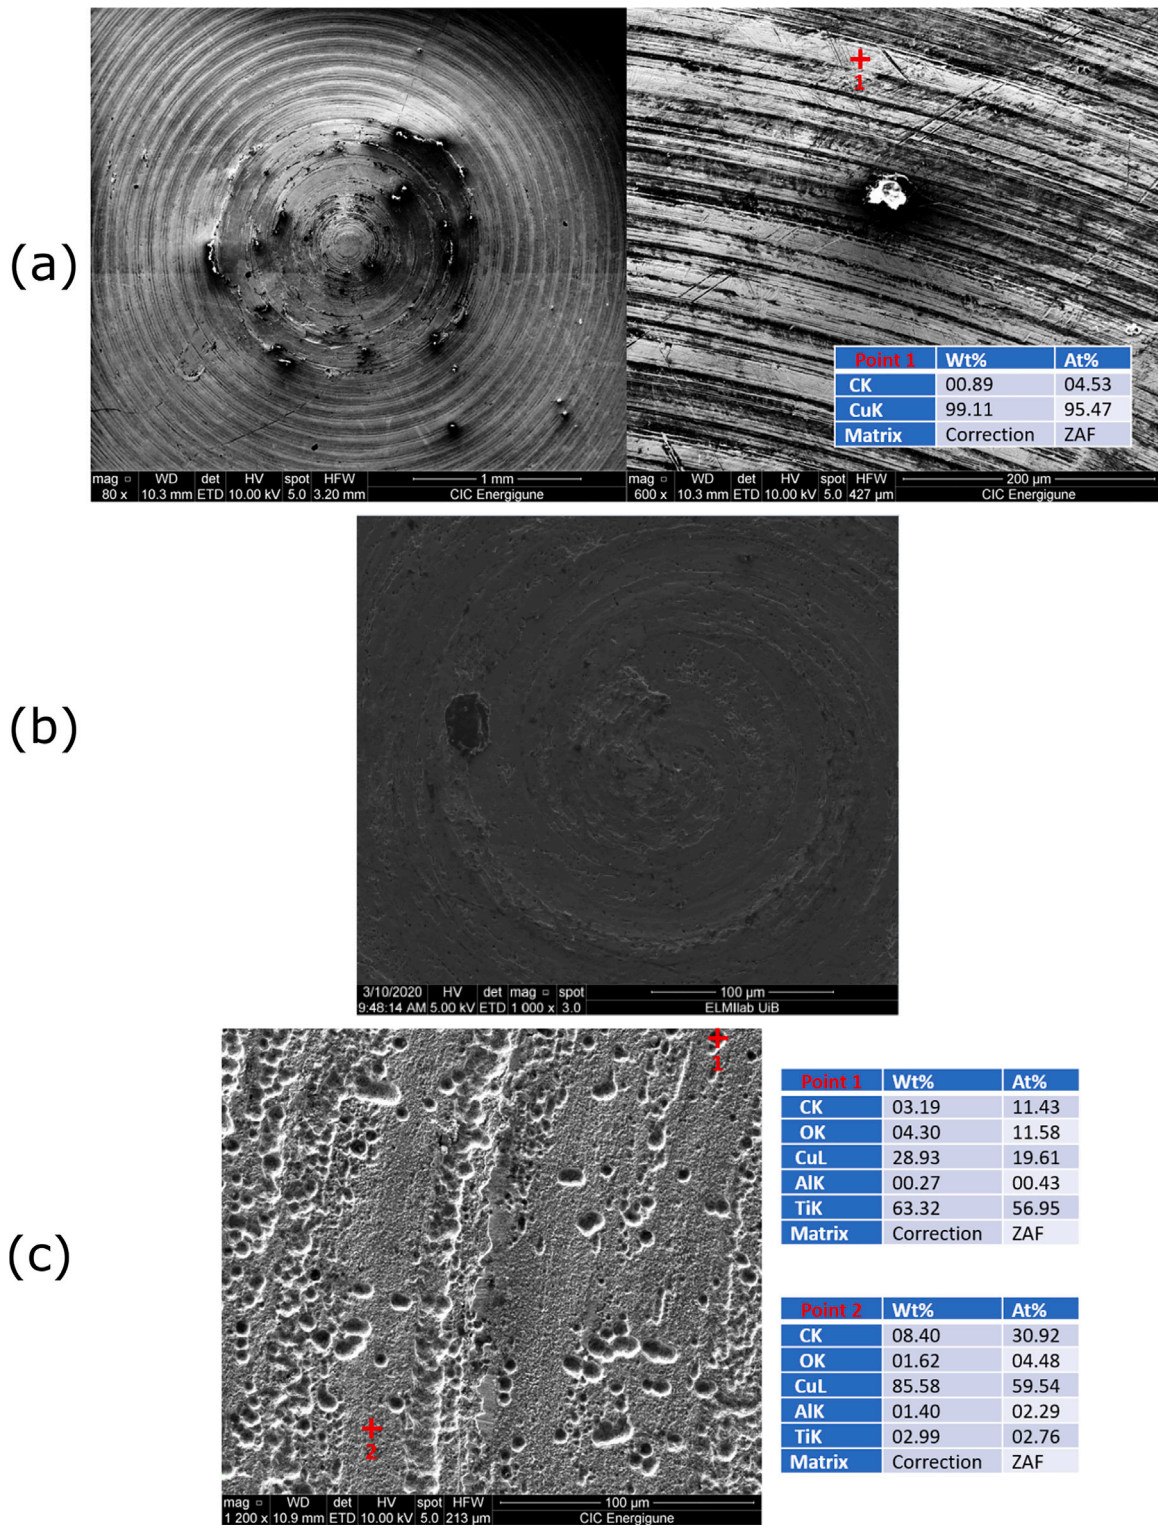 (a)
1
Point 1 Wt% At%
CK 00.89 04.53
CuK 99.11 95.47
Matrix Correction ZAF
mag □ WD det HV spot HFW 1 mm
80 x 10.3 mm ETD 10.00 kV 5.0 3.20 mm CIC Energigune
mag □ WD det HV spot HFW 200 µm
600 x 10.3 mm ETD 10.00 kV 5.0 427 µm CIC Energigune
(b)
3/10/2020 HV det mag □ spot 100 µm
9:48:14 AM 5.00 kV ETD 1 000 x 3.0 ELMIlab UiB
(c)
1
2
mag □ WD det HV spot HFW 100 µm
1 200 x 10.9 mm ETD 10.00 kV 5.0 213 µm CIC Energigune
Point 1 Wt% At%
CK 03.19 11.43
OK 04.30 11.58
CuL 28.93 19.61
AlK 00.27 00.43
TiK 63.32 56.95
Matrix Correction ZAF
Point 2 Wt% At%
CK 08.40 30.92
OK 01.62 04.48
CuL 85.58 59.54
AlK 01.40 02.29
TiK 02.99 02.76
Matrix Correction ZAF